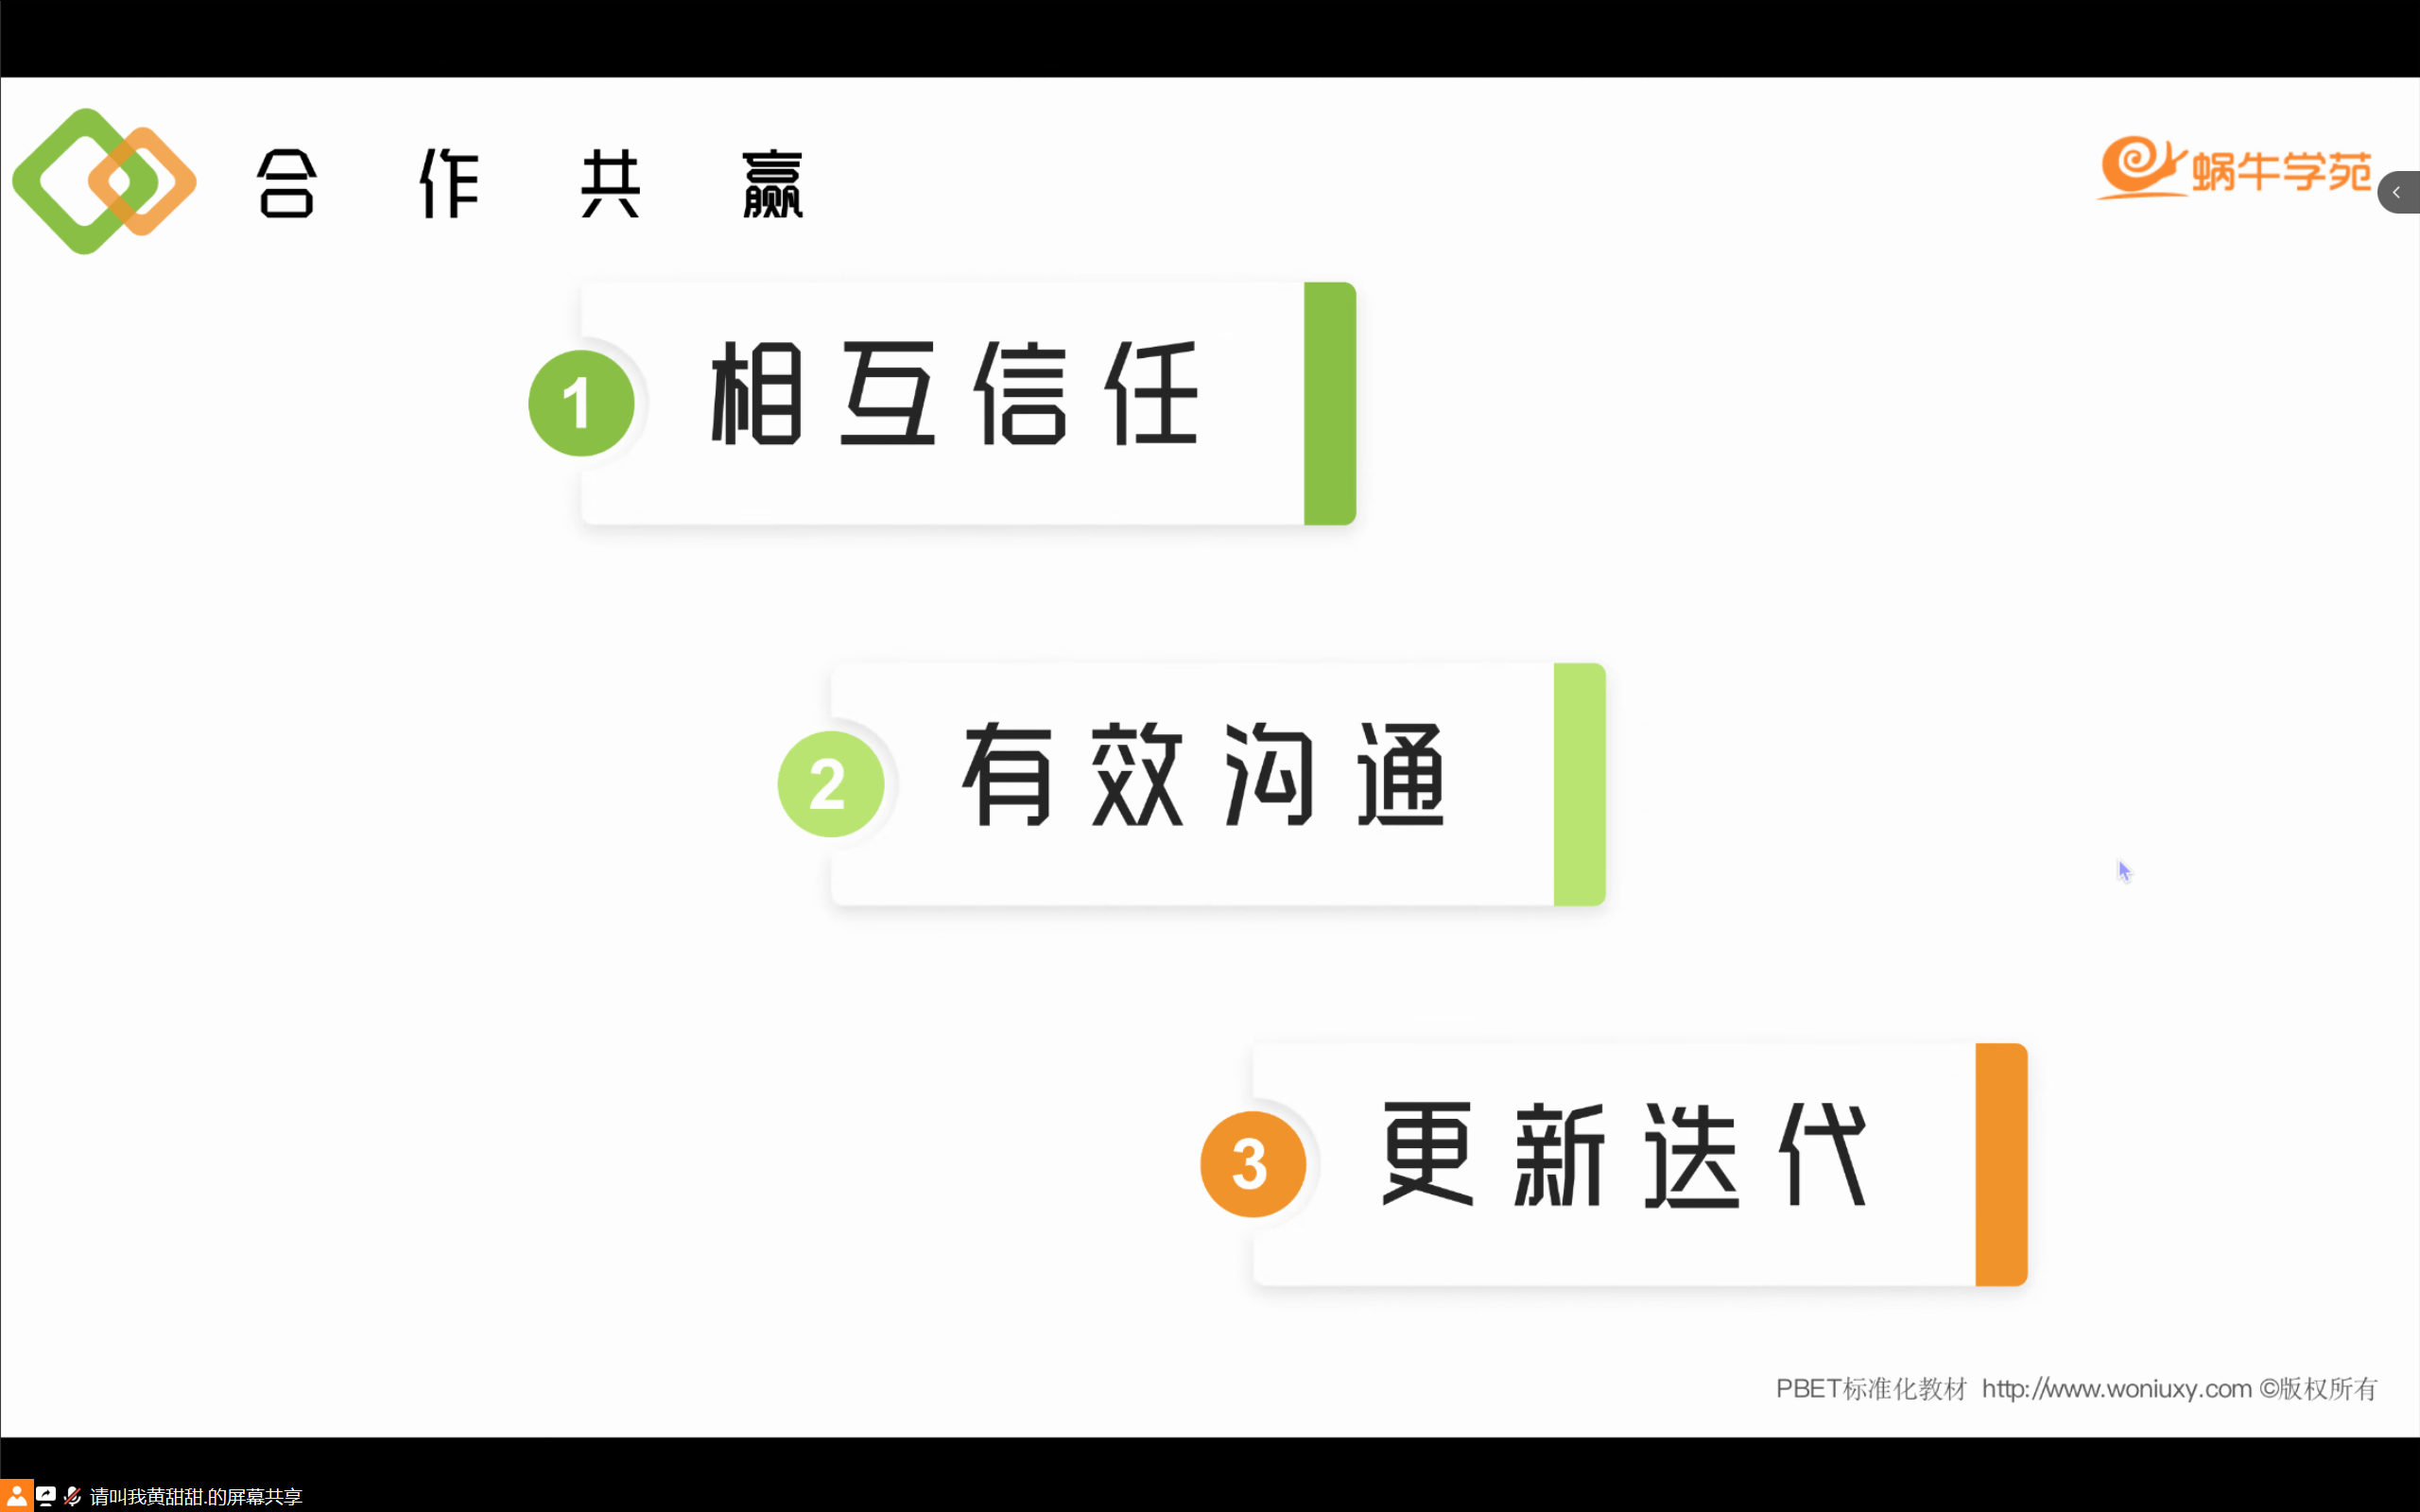 合作共赢
蜗牛学苑
1
相互信任
2
有效沟通
3
更新迭代
PBET标准化教材 http://www.woniuxy.com ©版权所有
请叫我黄甜甜.的屏幕共享